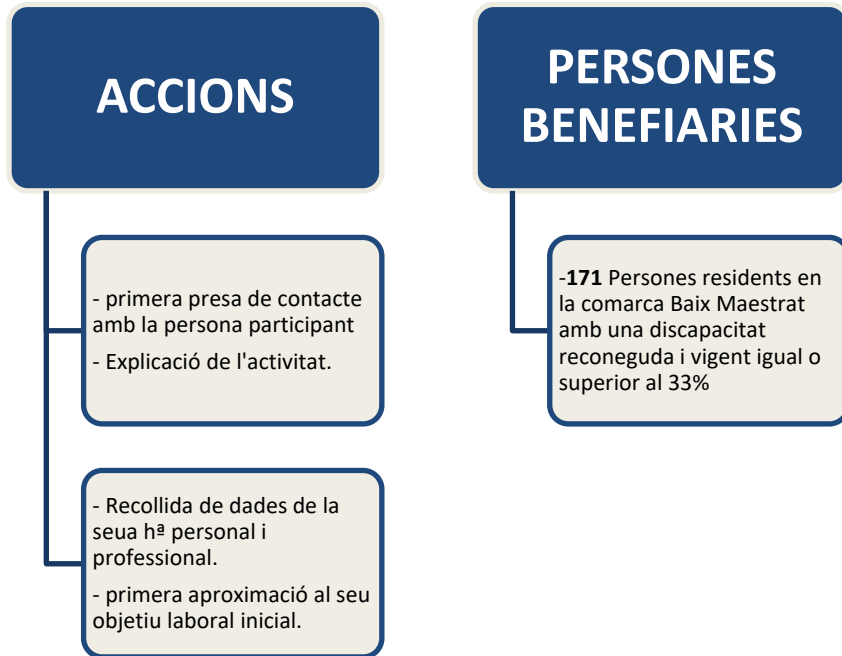 ACCIONS
- primera presa de contacte
amb la persona participant
- Explicació de l'activitat.
- Recollida de dades de la
seua hª personal i
professional.
- primera aproximació al seu
objetiu laboral inicial.
PERSONES
BENEFIARIES
-171 Persones residents en
la comarca Baix Maestrat
amb una discapacitat
reconeguda i vigent igual o
superior al 33%